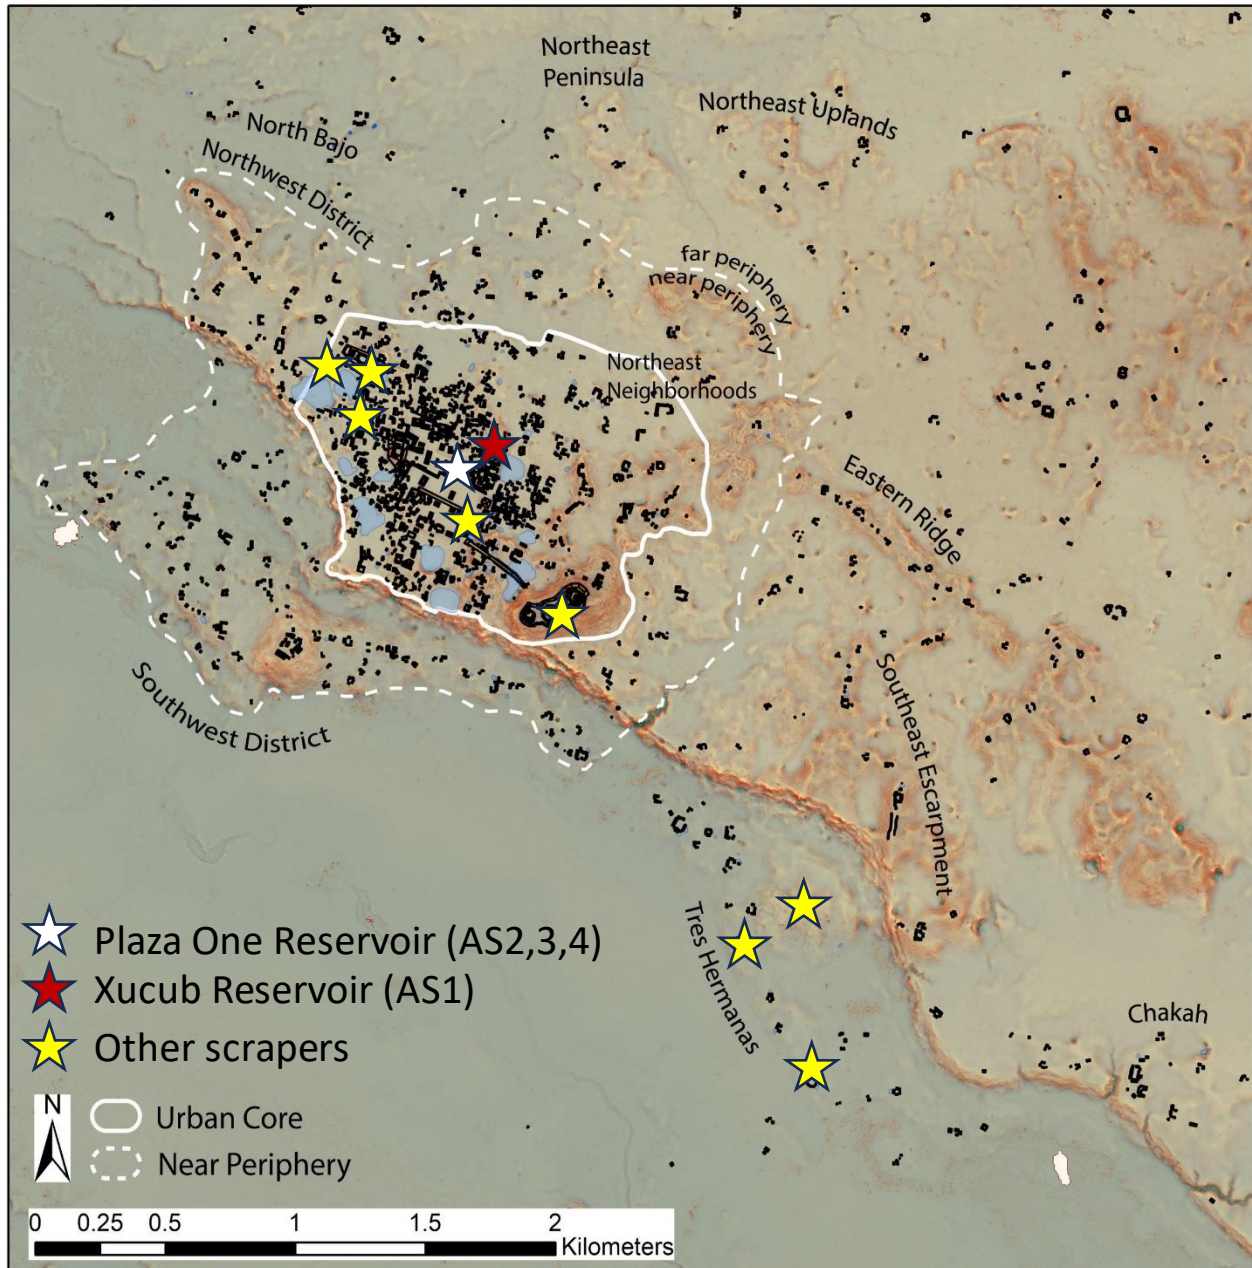 Northeast
Peninsula
Northeast Uplands
North Bajo
Northwest District
far periphery
near periphery
Northeast
Neighborhoods
Eastern Ridge
Southwest District
Southeast Escarpment
Tres Hermanas
Chakah
Plaza One Reservoir (AS2,3,4)
Xucub Reservoir (AS1)
Other scrapers
N
Urban Core
Near Periphery
0 0.25 0.5 1 1.5 2
Kilometers